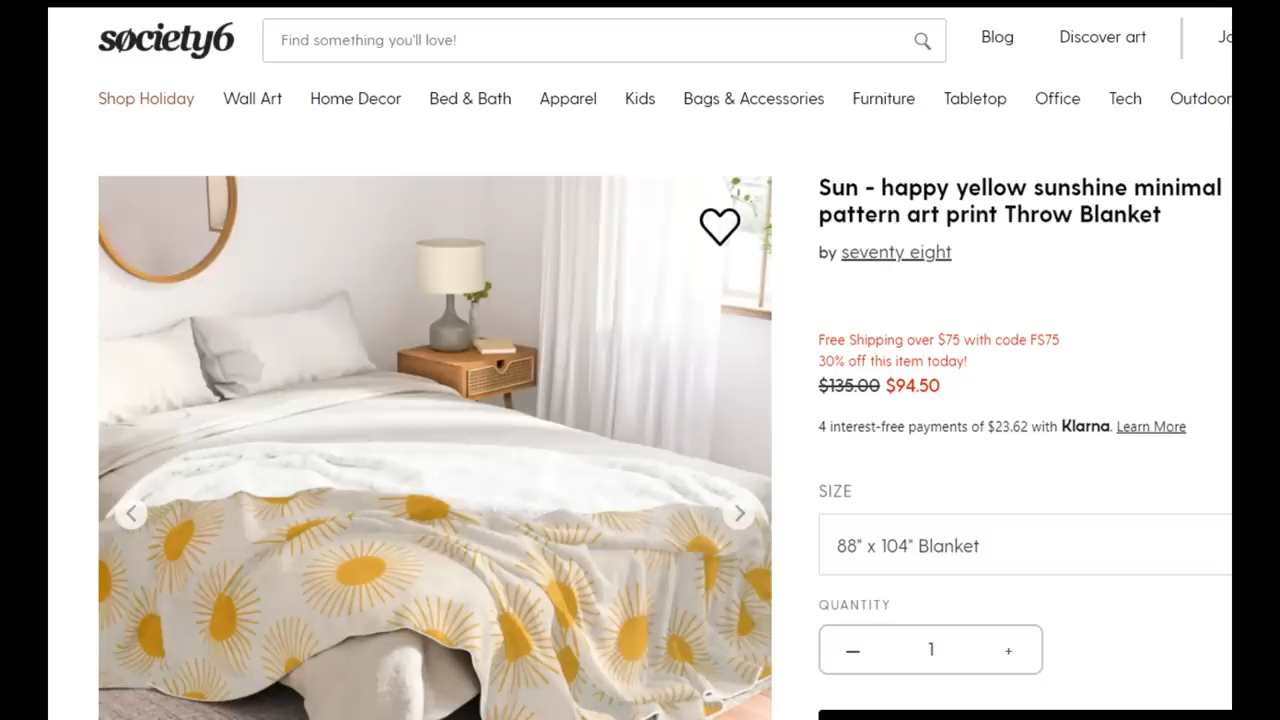 society6
Find something you'll love!
Blog
Discover art
Shop Holiday
Wall Art
Home Decor
Bed & Bath
Apparel
Kids
Bags & Accessories
Furniture
Tabletop
Office
Tech
Outdoor
Sun - happy yellow sunshine minimal
pattern art print Throw Blanket
by seventy eight
Free Shipping over $75 with code FS75
30% off this item today!
$135.00 $94.50
4 interest-free payments of $23.62 with Klarna. Learn More
SIZE
88" x 104" Blanket
QUANTITY
— 1 +